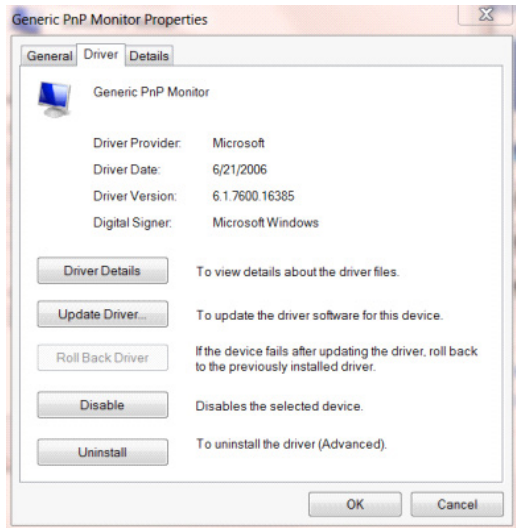 Generic PnP Monitor Properties
General Driver Details
Generic PnP Monitor
Driver Provider: Microsoft
Driver Date: 6/21/2006
Driver Version: 6.1.7600.16385
Digital Signer: Microsoft Windows
Driver Details To view details about the driver files.
Update Driver... To update the driver software for this device.
Roll Back Driver If the device fails after updating the driver, roll back
to the previously installed driver.
Disable Disables the selected device.
Uninstall To uninstall the driver (Advanced).
OK Cancel